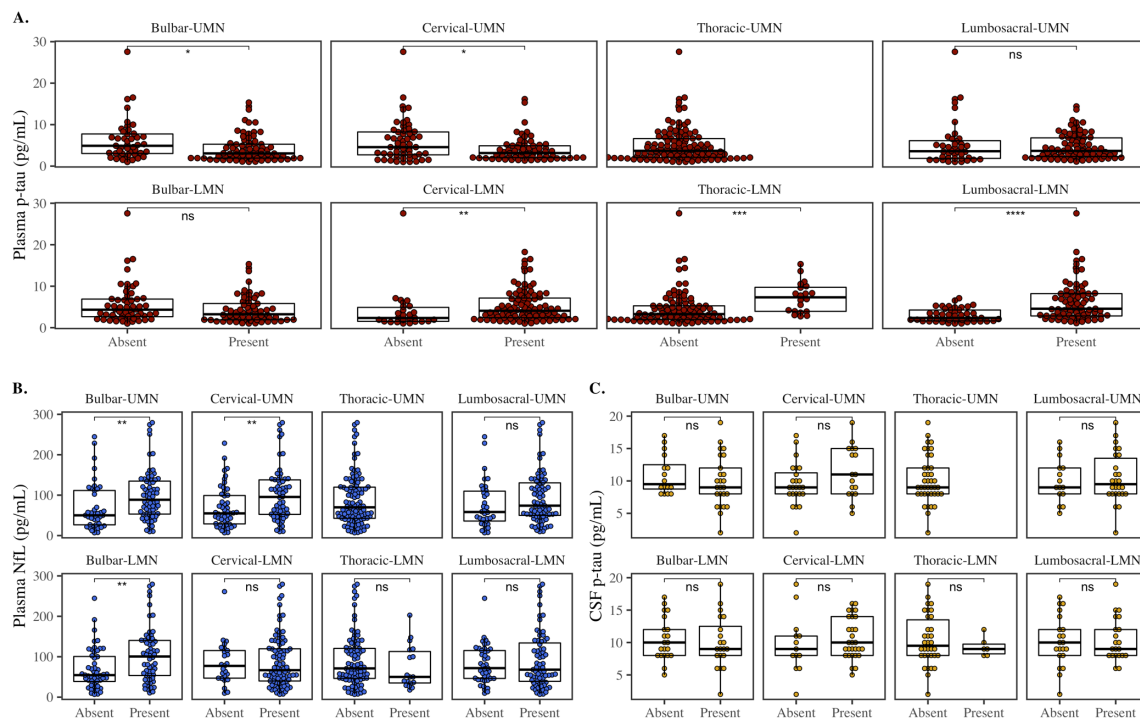 A.
Bulbar-UMN Cervical-UMN Thoracic-UMN Lumbosacral-UMN
Plasma p-tau (pg/mL)
30
20
10
0
* * ns
Bulbar-LMN Cervical-LMN Thoracic-LMN Lumbosacral-LMN
30
20
10
0
ns ** *** ****
Absent Present Absent Present Absent Present Absent Present
B.
Bulbar-UMN Cervical-UMN Thoracic-UMN Lumbosacral-UMN
Plasma NfL (pg/mL)
300
200
100
0
** ** ns
Bulbar-LMN Cervical-LMN Thoracic-LMN Lumbosacral-LMN
300
200
100
0
** ns ns ns
Absent Present Absent Present Absent Present Absent Present
C.
Bulbar-UMN Cervical-UMN Thoracic-UMN Lumbosacral-UMN
CSF p-tau (pg/mL)
20
15
10
5
ns ns ns
Bulbar-LMN Cervical-LMN Thoracic-LMN Lumbosacral-LMN
20
15
10
5
ns ns ns ns
Absent Present Absent Present Absent Present Absent Present